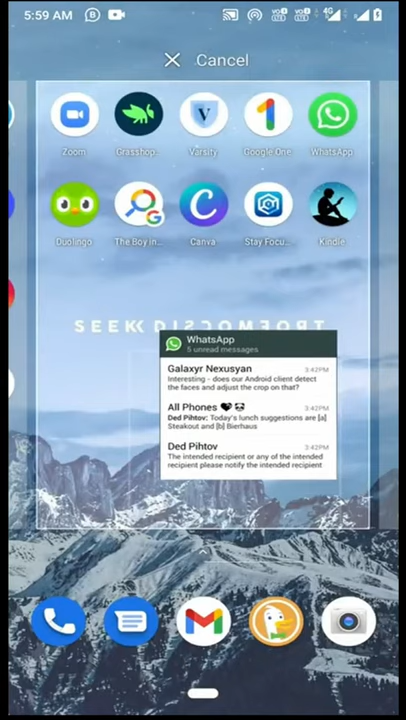 5:59 AM
4G
Cancel
Zoom
Grasshop..
Varsity
Google One
WhatsApp
Duolingo
The Boy in...
Canva
Stay Focu...
Kindle
WhatsApp
5 unread messages
Galaxyr Nexusyan 3:42PM
Interesting - does our Android client detect
the faces and adjust the crop on that?
All Phones 💝🐼 3:42PM
Ded Pihtov: Today's lunch suggestions are [a]
Steakout and [b] Bierhaus
Ded Pihtov 3:42PM
The intended recipient or any of the intended
recipient please notify the intended recipient